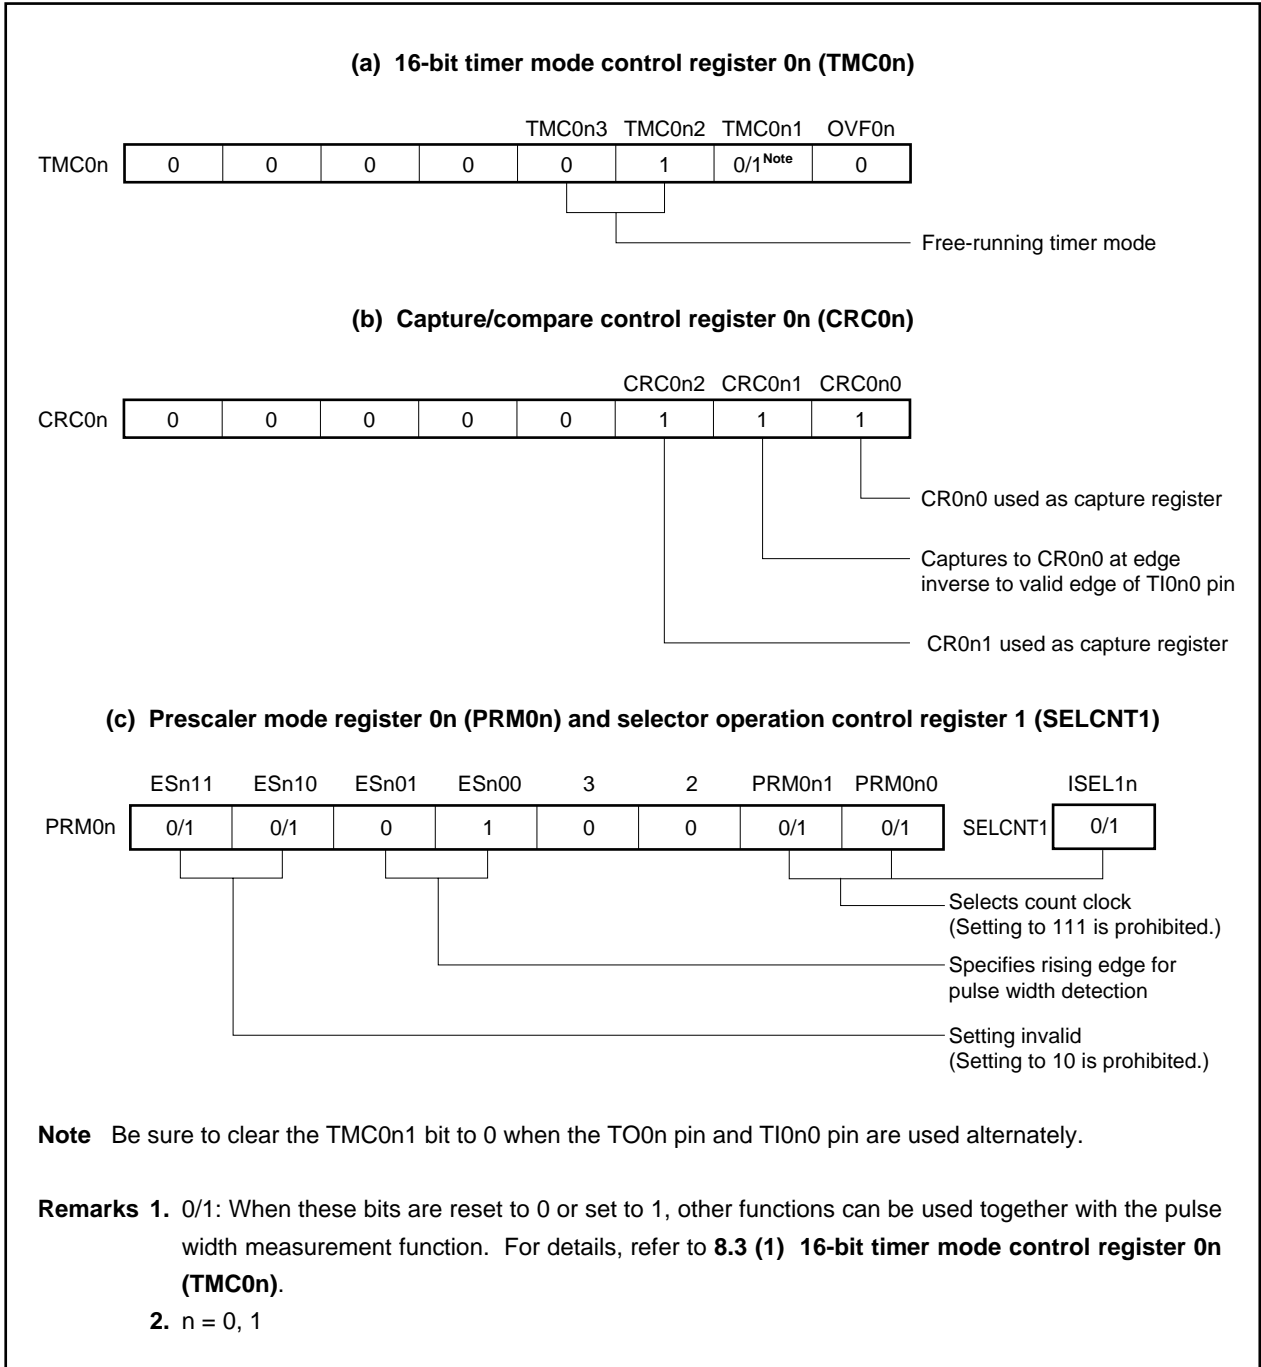 (a) 16-bit timer mode control register 0n (TMC0n)
TMC0n3 TMC0n2 TMC0n1 OVF0n
TMC0n 0 0 0 0 0 1 0/1Note 0
Free-running timer mode
(b) Capture/compare control register 0n (CRC0n)
CRC0n2 CRC0n1 CRC0n0
CRC0n 0 0 0 0 0 1 1 1
CR0n0 used as capture register
Captures to CR0n0 at edge
inverse to valid edge of TI0n0 pin
CR0n1 used as capture register
(c) Prescaler mode register 0n (PRM0n) and selector operation control register 1 (SELCNT1)
ESn11 ESn10 ESn01 ESn00 3 2 PRM0n1 PRM0n0 ISEL1n
PRM0n 0/1 0/1 0 1 0 0 0/1 0/1 SELCNT1 0/1
Selects count clock
(Setting to 111 is prohibited.)
Specifies rising edge for
pulse width detection
Setting invalid
(Setting to 10 is prohibited.)
Note Be sure to clear the TMC0n1 bit to 0 when the TO0n pin and TI0n0 pin are used alternately.
Remarks 1. 0/1: When these bits are reset to 0 or set to 1, other functions can be used together with the pulse
width measurement function. For details, refer to 8.3 (1) 16-bit timer mode control register 0n
(TMC0n).
2. n = 0, 1